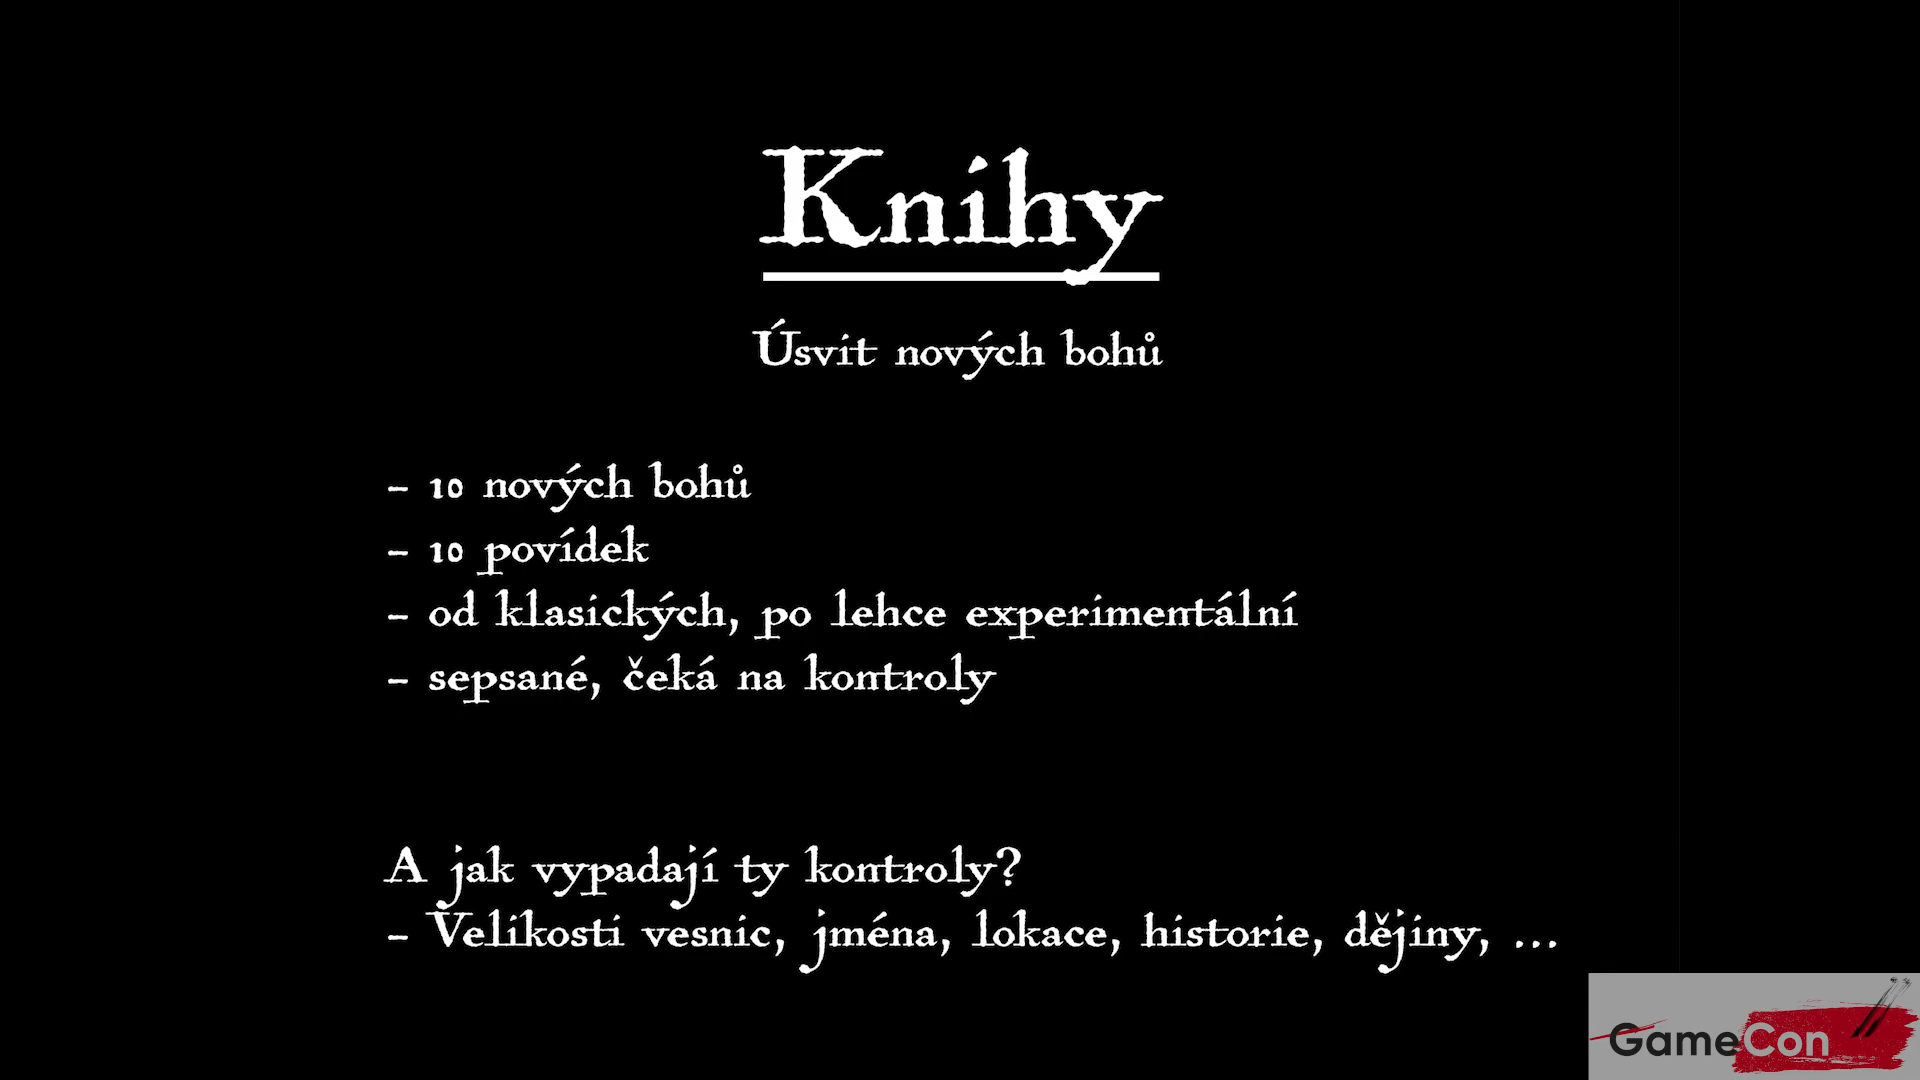 Knihy
Úsvit nových bohů
- 10 nových bohů
- 10 povídek
- od klasických, po lehce experimentální
- sepsané, čeká na kontroly
A jak vypadají ty kontroly?
- Velikosti vesnic, jména, lokace, historie, dějiny, ...
GameCon